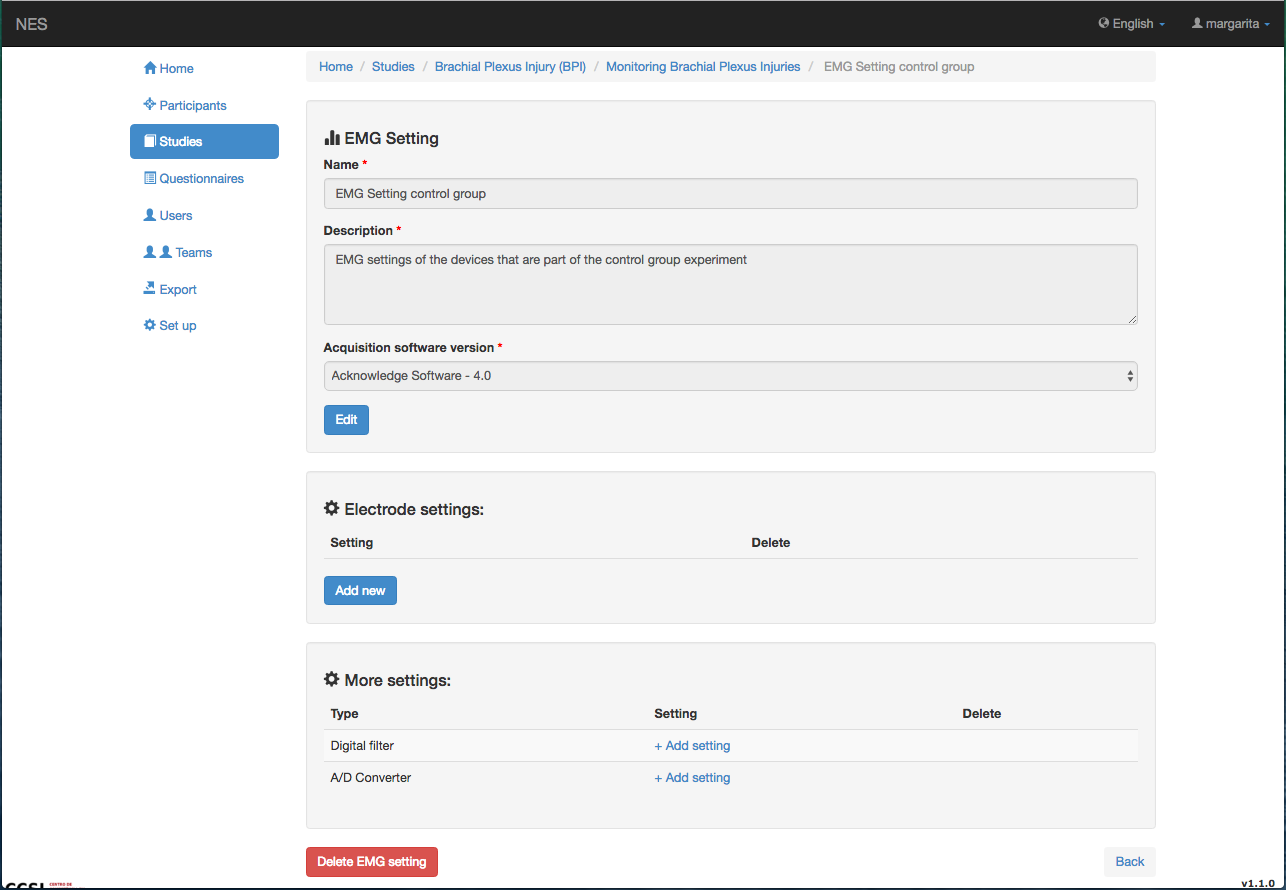 NES
English
margarita
Home
Participants
Studies
Questionnaires
Users
Teams
Export
Set up
Home / Studies / Brachial Plexus Injury (BPI) / Monitoring Brachial Plexus Injuries / EMG Setting control group
EMG Setting
Name *
EMG Setting control group
Description *
EMG settings of the devices that are part of the control group experiment
Acquisition software version *
Acknowledge Software - 4.0
Edit
Electrode settings:
Setting Delete
Add new
More settings:
Type Setting Delete
Digital filter + Add setting
A/D Converter + Add setting
Delete EMG setting
Back
CENTRO DE
v1.1.0